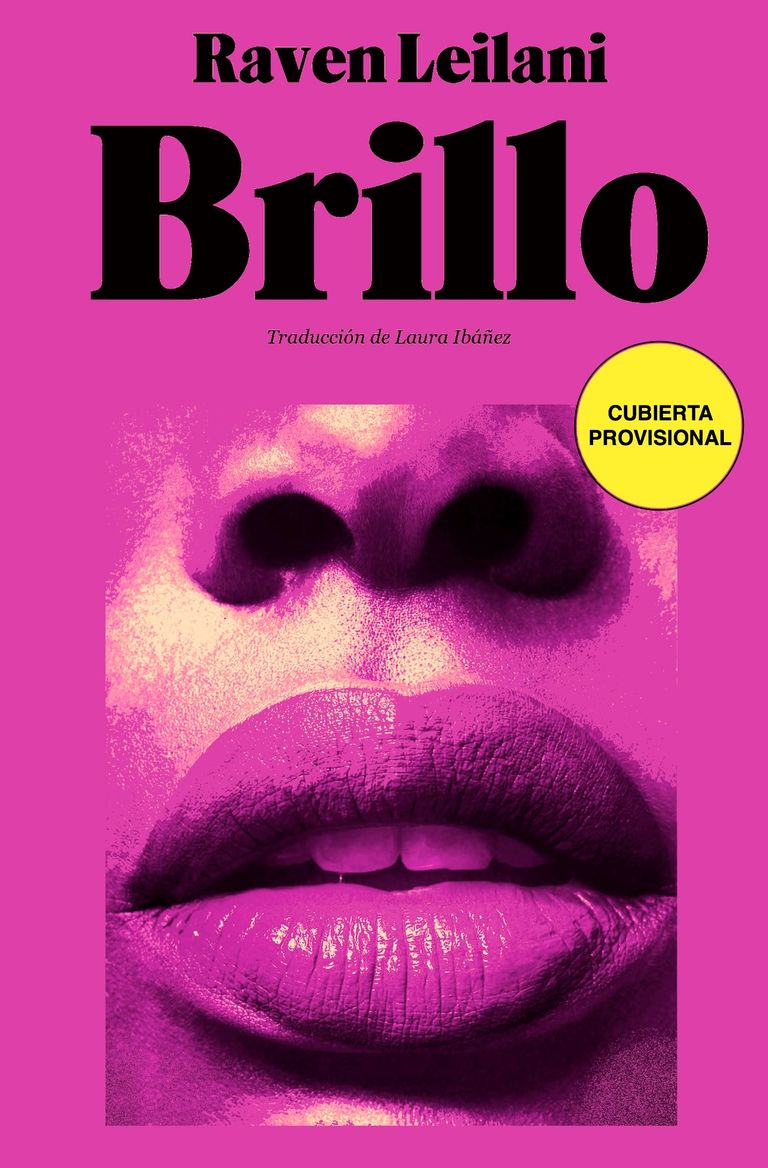 Raven Leilani
Brillo
Traducción de Laura Ibáñez
CUBIERTA
PROVISIONAL